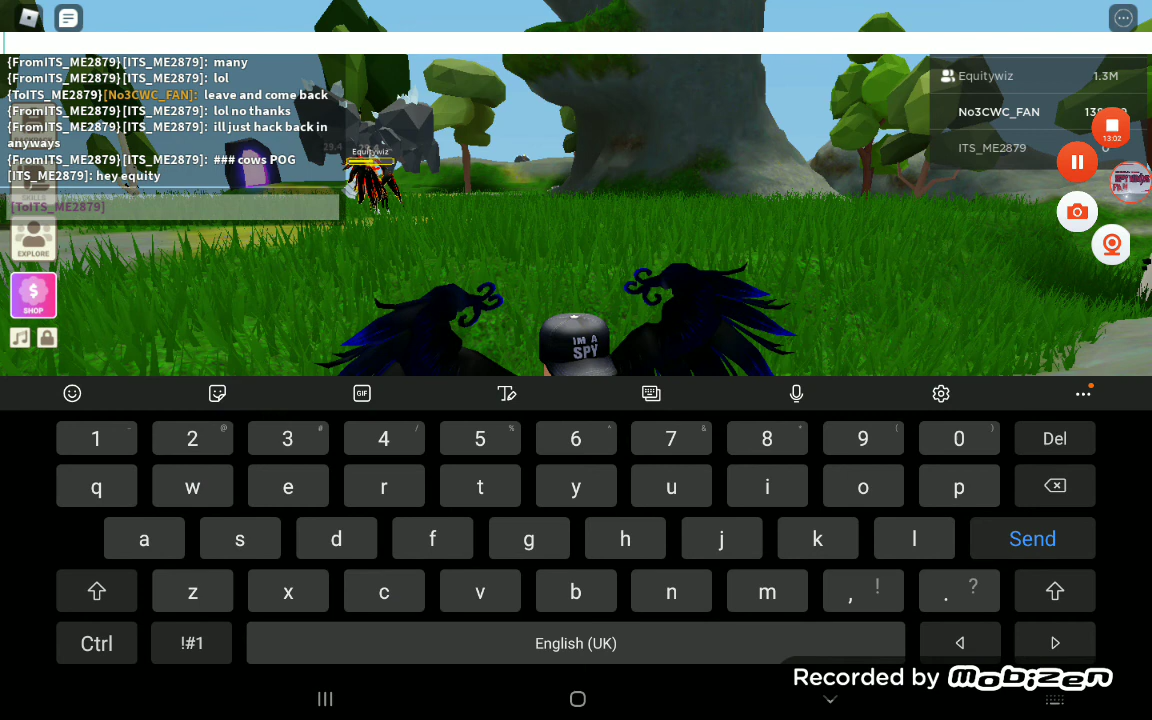 {FromITS_ME2879}[ITS_ME2879]: many
{FromITS_ME2879}[ITS_ME2879]: lol
{ToITS_ME2879}[No3CWC_FAN]: leave and come back
{FromITS_ME2879}[ITS_ME2879]: lol no thanks
{FromITS_ME2879}[ITS_ME2879]: ill just hack back in
anyways
{FromITS_ME2879}[ITS_ME2879]: ### cows POG
[ITS_ME2879]: hey equity
{ToITS_ME2879}
29.4
Equitywiz
Equitywiz 1.3M
No3CWC_FAN
ITS_ME2879 0
13:02
EXPLORE
$
SHOP
IM A
SPY
GIF
1 - 2 @ 3 # 4 / 5 % 6 ^ 7 & 8 * 9 ( 0 ) Del
q w e r t y u i o p
a s d f g h j k l Send
z x c v b n m , ! . ?
Ctrl !#1 English (UK)
Recorded by Mobizen